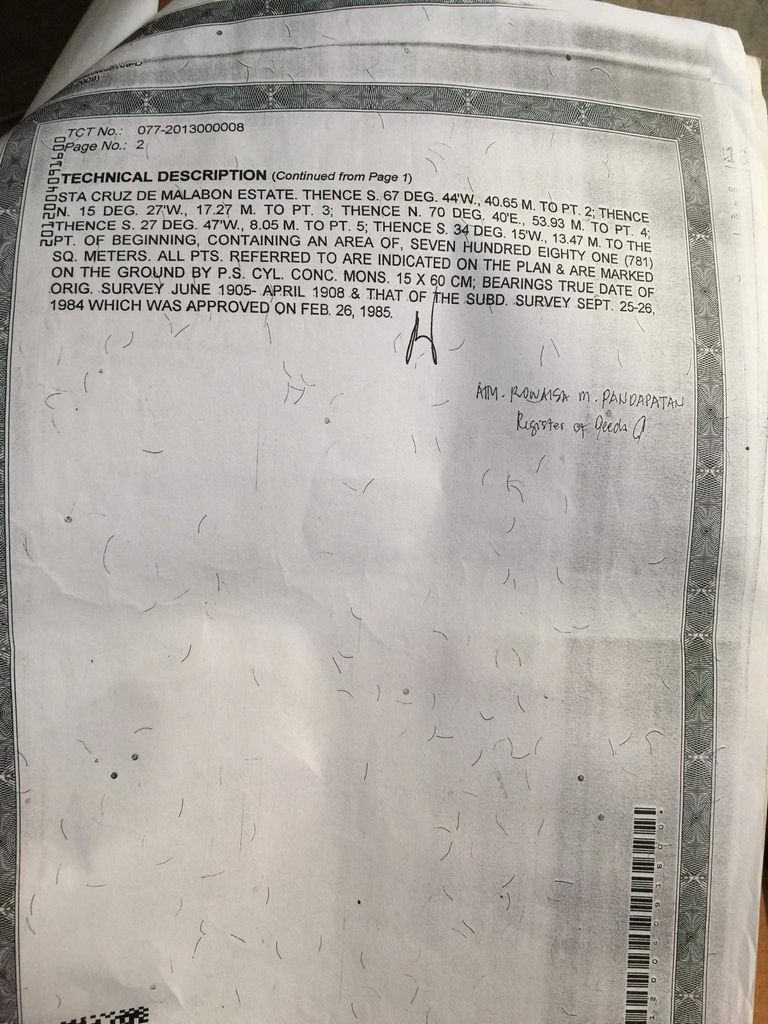 2009)
TCT No.: 077-2013000008
Page No.: 2
TECHNICAL DESCRIPTION (Continued from Page 1)
STA CRUZ DE MALABON ESTATE. THENCE S. 67 DEG. 44'W., 40.65 M. TO PT. 2; THENCE
N. 15 DEG. 27'W., 17.27 M. TO PT. 3; THENCE N. 70 DEG. 40'E., 53.93 M. TO PT. 4;
THENCE S. 27 DEG. 47'W., 8.05 M. TO PT. 5; THENCE S. 34 DEG. 15'W., 13.47 M. TO THE
PT. OF BEGINNING, CONTAINING AN AREA OF, SEVEN HUNDRED EIGHTY ONE (781)
SQ. METERS. ALL PTS. REFERRED TO ARE INDICATED ON THE PLAN & ARE MARKED
ON THE GROUND BY P.S. CYL. CONC. MONS. 15 X 60 CM; BEARINGS TRUE DATE OF
ORIG. SURVEY JUNE 1905- APRIL 1908 & THAT OF THE SUBD. SURVEY SEPT. 25-26,
1984 WHICH WAS APPROVED ON FEB. 26, 1985.
Atty. ROWAISA M. PANDAPATAN
Register of Deeds